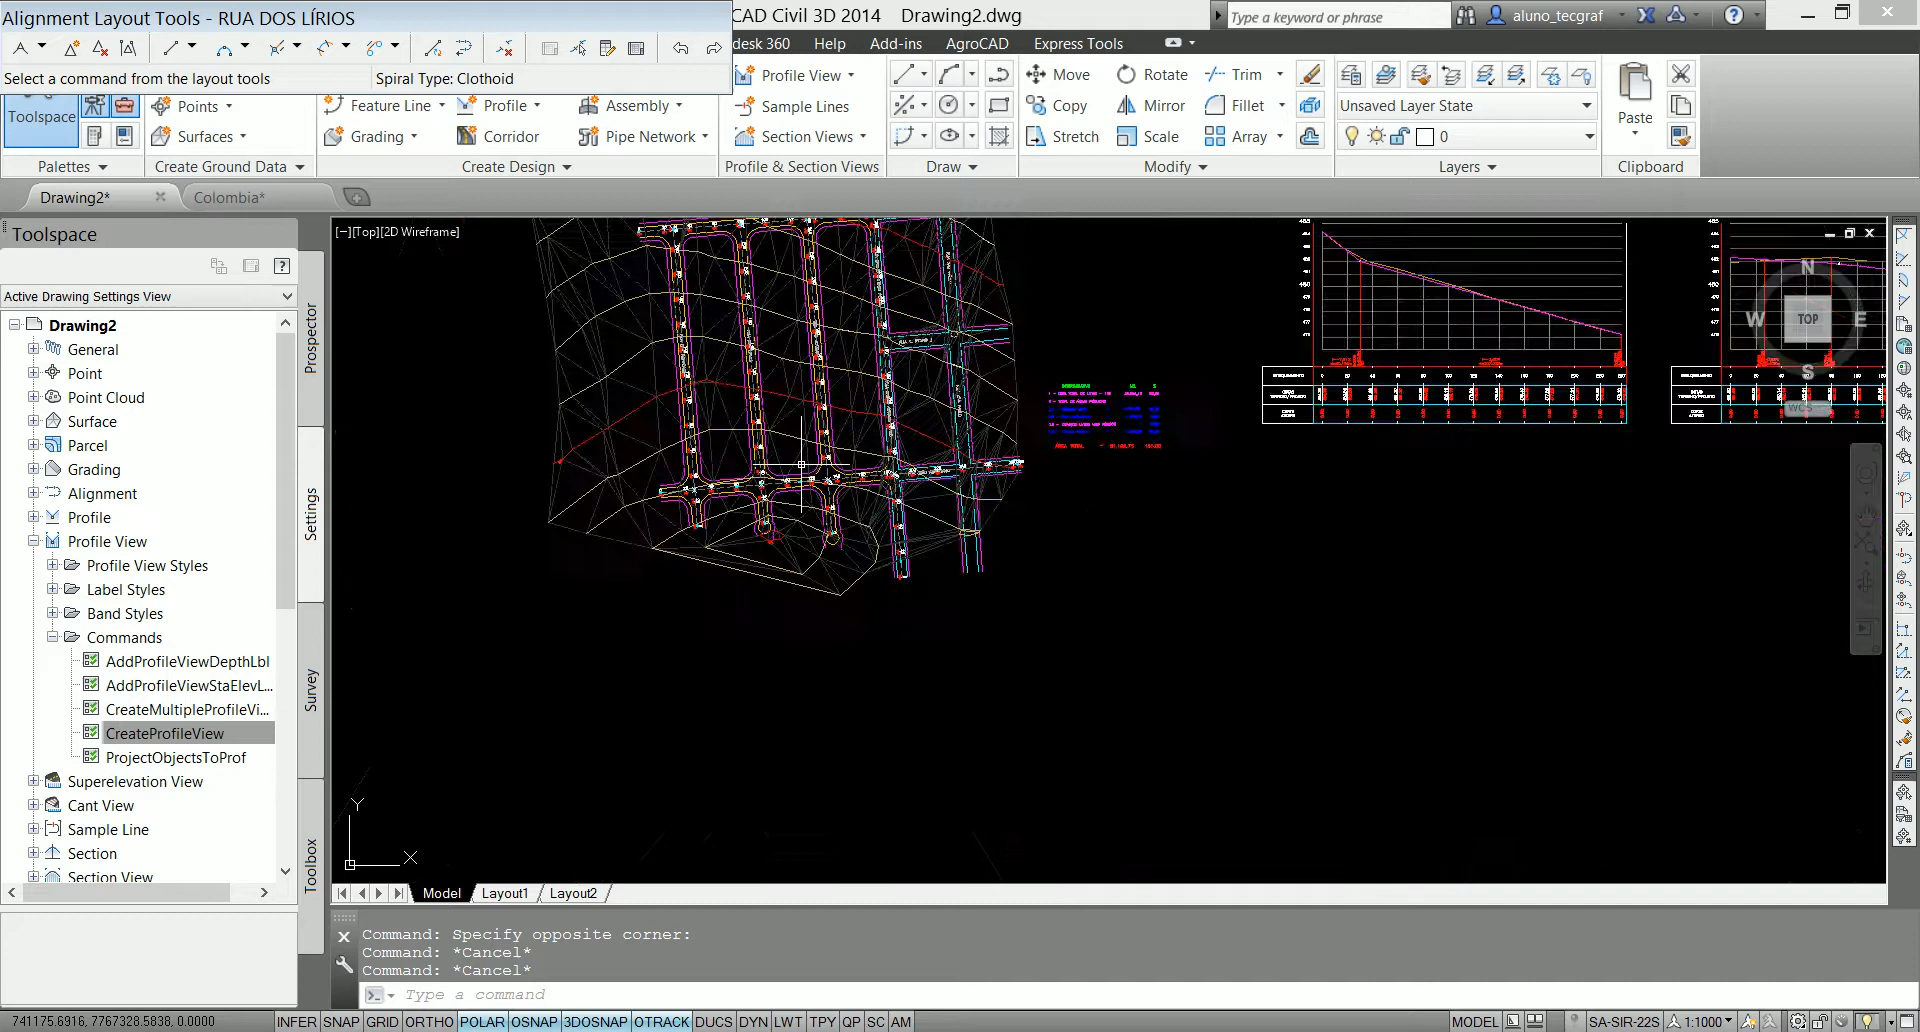 Alignment Layout Tools - RUA DOS LÍRIOS
CAD Civil 3D 2014 Drawing2.dwg
Type a keyword or phrase
aluno_tecgraf
desk 360 Help Add-ins AgroCAD Express Tools
Select a command from the layout tools
Spiral Type: Clothoid
Toolspace
Points
Surfaces
Feature Line
Profile
Assembly
Grading
Corridor
Pipe Network
Profile View
Sample Lines
Section Views
Move
Rotate
Trim
Copy
Mirror
Fillet
Stretch
Scale
Array
Unsaved Layer State
0
Paste
Palettes
Create Ground Data
Create Design
Profile & Section Views
Draw
Modify
Layers
Clipboard
Drawing2*
Colombia*
Toolspace
Active Drawing Settings View
Drawing2
General
Point
Point Cloud
Surface
Parcel
Grading
Alignment
Profile
Profile View
Profile View Styles
Label Styles
Band Styles
Commands
AddProfileViewDepthLbl
AddProfileViewStaElevL...
CreateMultipleProfileVi...
CreateProfileView
ProjectObjectsToProf
Superelevation View
Cant View
Sample Line
Section
Section View
Prospector
Settings
Survey
Toolbox
[−][Top][2D Wireframe]
N
W
TOP
E
S
WCS
Y
X
Model
Layout1
Layout2
Command: Specify opposite corner:
Command: *Cancel*
Command: *Cancel*
Type a command
741175.6916, 7767328.5838, 0.0000
INFER SNAP GRID ORTHO POLAR OSNAP 3DOSNAP OTRACK DUCS DYN LWT TPY QP SC AM
MODEL
SA-SIR-22S
1:1000